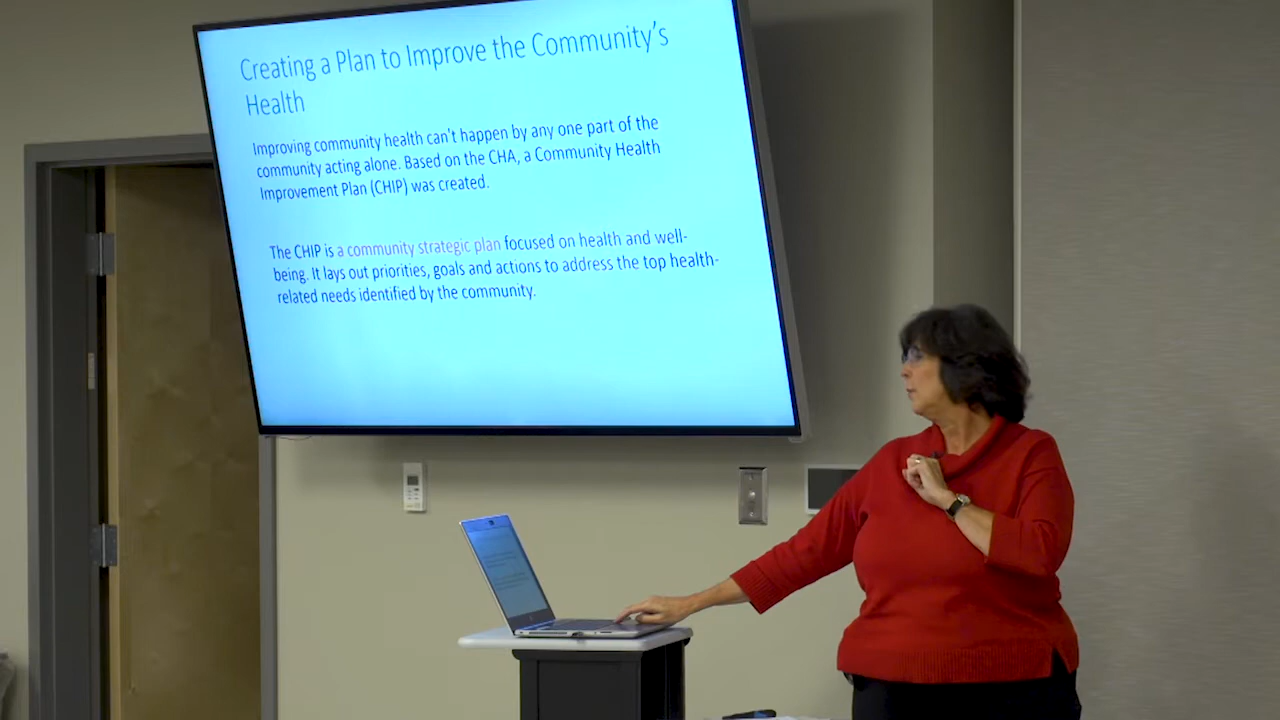 Creating a Plan to Improve the Community's
Health
Improving community health can't happen by any one part of the
community acting alone. Based on the CHA, a Community Health
Improvement Plan (CHIP) was created.
The CHIP is a community strategic plan focused on health and well-
being. It lays out priorities, goals and actions to address the top health-
related needs identified by the community.